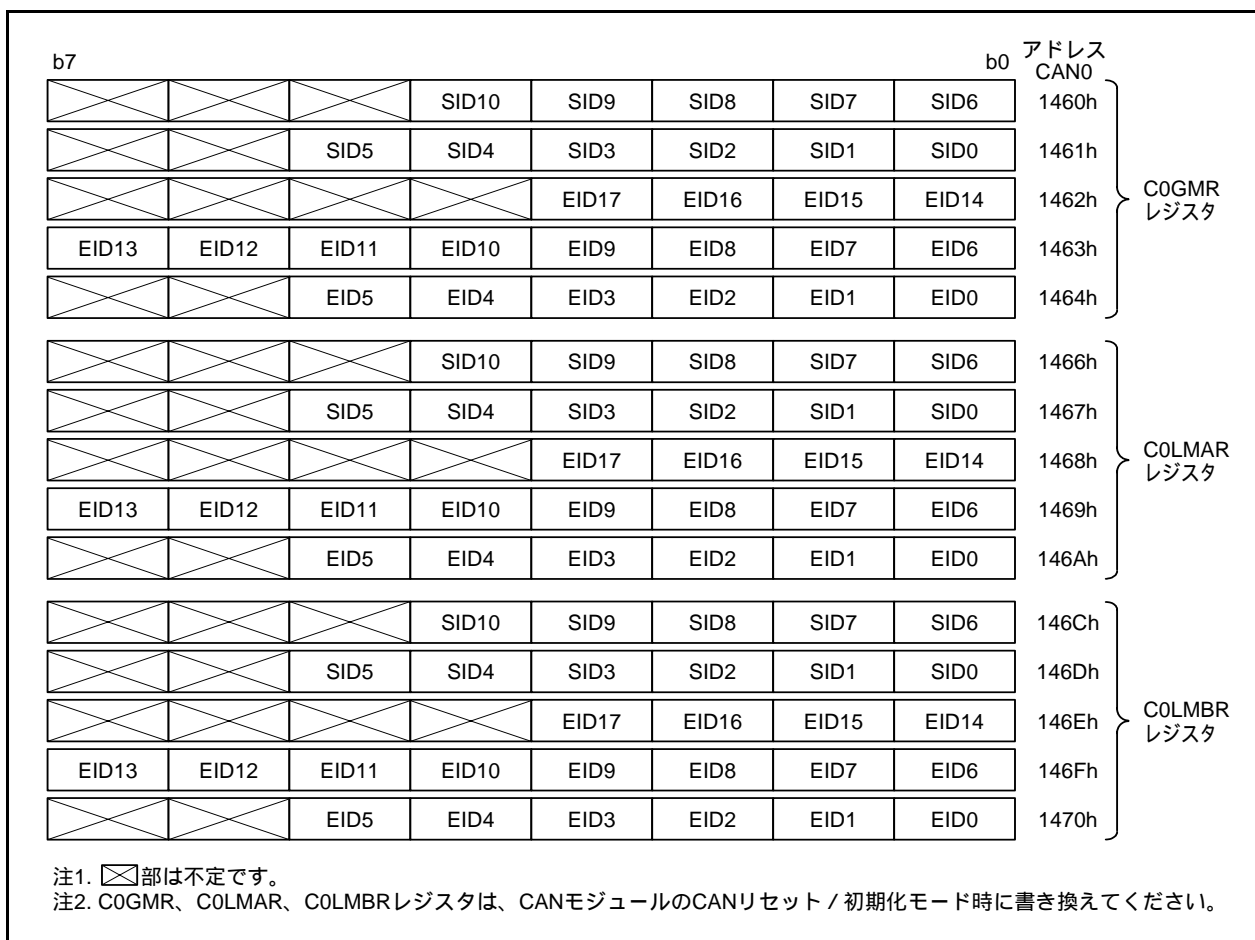 b7 b0 アドレス
CAN0
SID10 SID9 SID8 SID7 SID6 1460h
SID5 SID4 SID3 SID2 SID1 SID0 1461h
EID17 EID16 EID15 EID14 1462h
C0GMR
レジスタ
EID13 EID12 EID11 EID10 EID9 EID8 EID7 EID6 1463h
EID5 EID4 EID3 EID2 EID1 EID0 1464h
SID10 SID9 SID8 SID7 SID6 1466h
SID5 SID4 SID3 SID2 SID1 SID0 1467h
EID17 EID16 EID15 EID14 1468h
C0LMAR
レジスタ
EID13 EID12 EID11 EID10 EID9 EID8 EID7 EID6 1469h
EID5 EID4 EID3 EID2 EID1 EID0 146Ah
SID10 SID9 SID8 SID7 SID6 146Ch
SID5 SID4 SID3 SID2 SID1 SID0 146Dh
EID17 EID16 EID15 EID14 146Eh
C0LMBR
レジスタ
EID13 EID12 EID11 EID10 EID9 EID8 EID7 EID6 146Fh
EID5 EID4 EID3 EID2 EID1 EID0 1470h
注1. 部は不定です。
注2. C0GMR、C0LMAR、C0LMBRレジスタは、CANモジュールのCANリセット / 初期化モード時に書き換えてください。